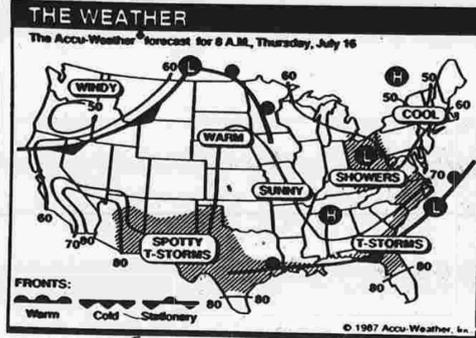 THE WEATHER
The Accu-Weather® forecast for 8 A.M., Thursday, July 16
60
L
60
H
50
WINDY
50
50
60
COOL
WARM
L
SHOWERS
70
SUNNY
H
L
60
70
80
SPOTTY
T-STORMS
T-STORMS
80
80
80
80
80
FRONTS:
Warm
Cold
Stationery
© 1987 Accu-Weather, Inc.